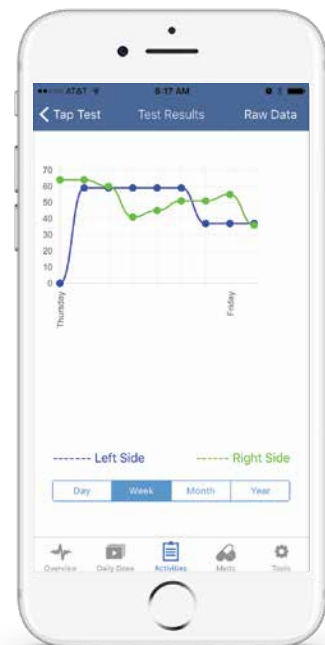 AT&T 8:17 AM
Tap Test Test Results Raw Data
70
60
50
40
30
20
10
0
Thursday
Friday
Left Side Right Side
Day Week Month Year
Overview Daily Dose Activities Meds Tools